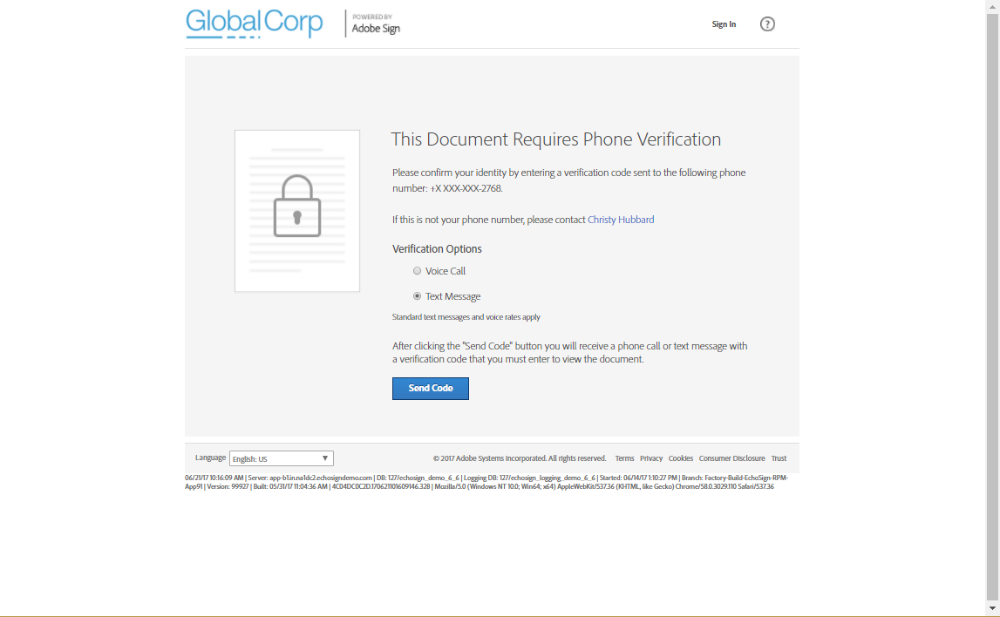 GlobalCorp
POWERED BY
Adobe Sign
Sign In
?
This Document Requires Phone Verification
Please confirm your identity by entering a verification code sent to the following phone
number: +X XXX-XXX-2768.
If this is not your phone number, please contact Christy Hubbard
Verification Options
Voice Call
Text Message
Standard text messages and voice rates apply
After clicking the "Send Code" button you will receive a phone call or text message with
a verification code that you must enter to view the document.
Send Code
Language English: US
© 2017 Adobe Systems Incorporated. All rights reserved. Terms Privacy Cookies Consumer Disclosure Trust
06/21/17 10:16:09 AM | Server: app-b1.in.na1dc2.echosigndemo.com | DB: 127/echosign_demo_6_6 | Logging DB: 127/echosign_logging_demo_6_6 | Started: 06/14/17 1:10:27 PM | Branch: Factory-Build-EchoSign-RPM-
App91 | Version: 99927 | Built: 05/31/17 11:04:36 AM | 4C04DC0C2D.170621101609146.328 | Mozilla/5.0 (Windows NT 10.0; Win64; x64) AppleWebKit/537.36 (KHTML, like Gecko) Chrome/58.0.3029.110 Safari/537.36